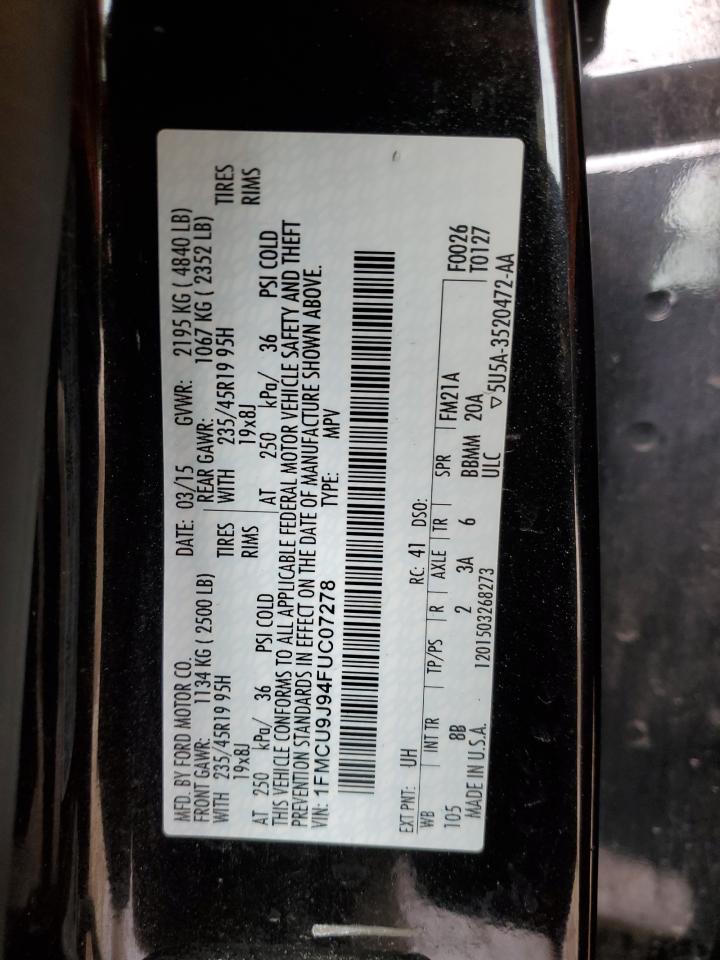 MFD. BY FORD MOTOR CO.
DATE: 03/15 GVWR: 2195 KG ( 4840 LB)
FRONT GAWR: 1134 KG ( 2500 LB)
REAR GAWR: 1067 KG ( 2352 LB)
WITH 235/45R19 95H TIRES
WITH 235/45R19 95H TIRES
19x8J RIMS
19x8J RIMS
AT 250 kPa/ 36 PSI COLD
AT 250 kPa/ 36 PSI COLD
THIS VEHICLE CONFORMS TO ALL APPLICABLE FEDERAL MOTOR VEHICLE SAFETY AND THEFT
PREVENTION STANDARDS IN EFFECT ON THE DATE OF MANUFACTURE SHOWN ABOVE.
VIN: 1FMCU9J94FUC07278 TYPE: MPV
EXT PNT: UH RC: 41 DSO: F0026
WB INT TR TP/PS R AXLE TR SPR FM21A T0127
105 8B 2 3A 6 BBMM 20A
MADE IN U.S.A. 1201503268273 ULC ▽5U5A-3520472-AA